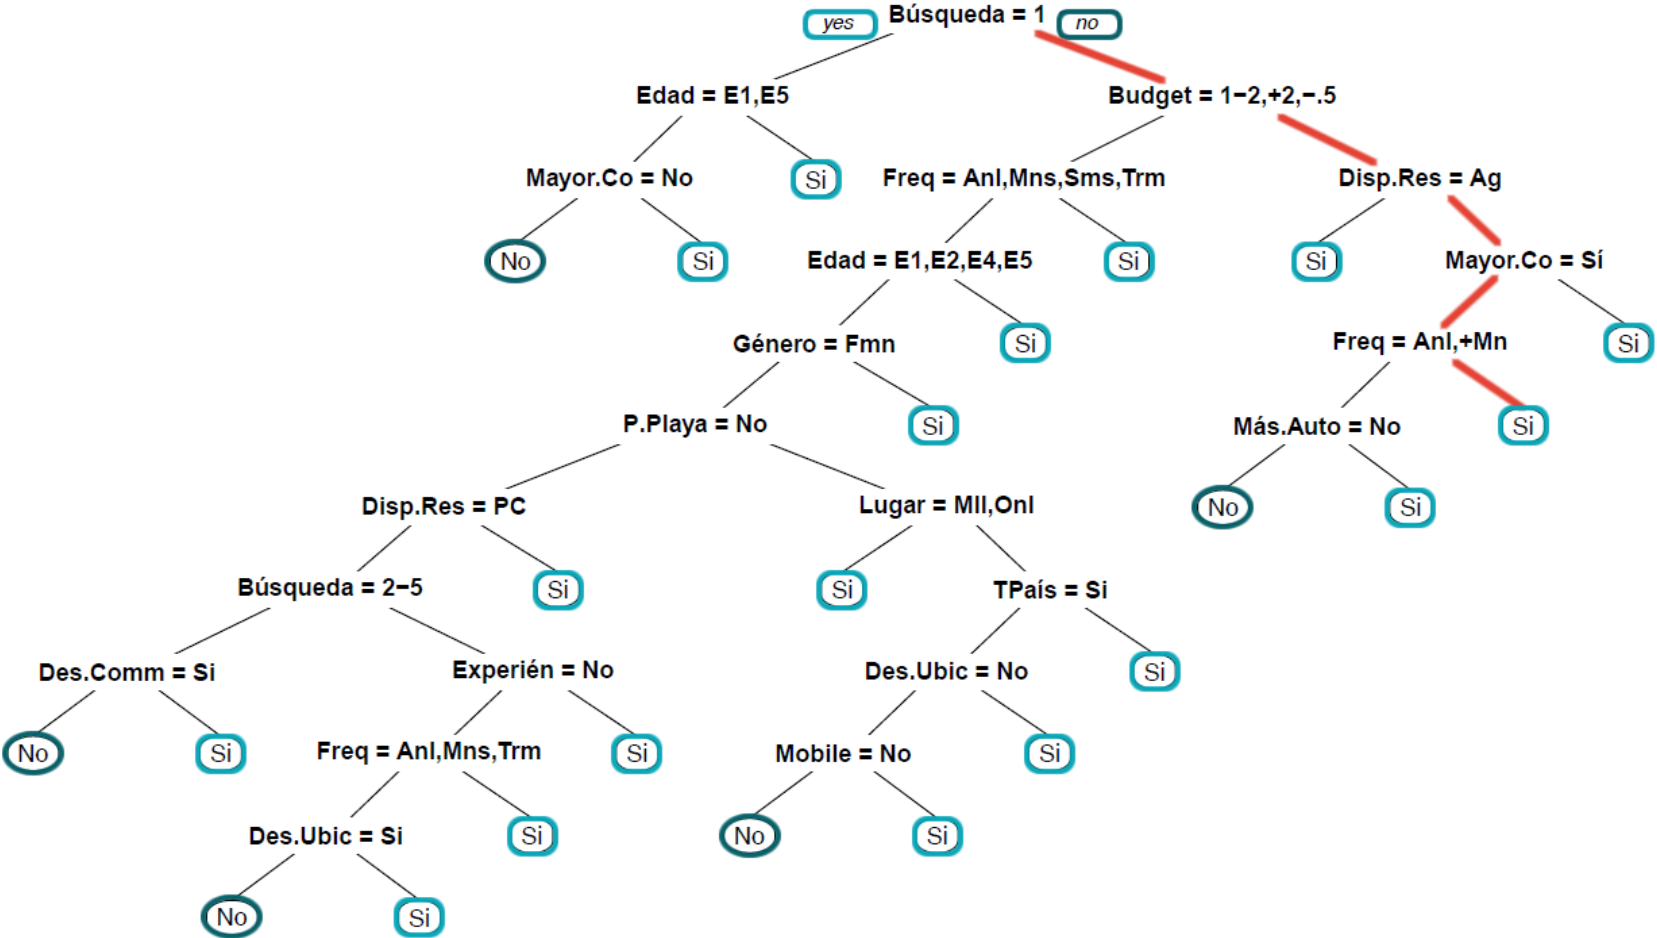 yes
Búsqueda = 1
no
Edad = E1,E5
Budget = 1−2,+2,−.5
Mayor.Co = No
Si
Freq = Anl,Mns,Sms,Trm
Disp.Res = Ag
No
Si
Edad = E1,E2,E4,E5
Si
Si
Mayor.Co = Sí
Género = Fmn
Si
Freq = Anl,+Mn
Si
P.Playa = No
Si
Más.Auto = No
Si
Disp.Res = PC
Lugar = Mll,Onl
No
Si
Búsqueda = 2−5
Si
Si
TPaís = Si
Des.Comm = Si
Experién = No
Des.Ubic = No
Si
No
Si
Freq = Anl,Mns,Trm
Si
Mobile = No
Si
Des.Ubic = Si
Si
No
Si
No
Si